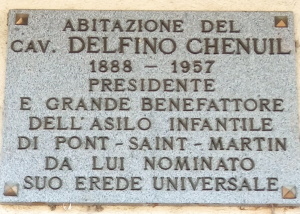 ABITAZIONE DEL
CAV. DELFINO CHENUIL
1888 - 1957
PRESIDENTE
E GRANDE BENEFATTORE
DELL'ASILO INFANTILE
DI PONT-SAINT-MARTIN
DA LUI NOMINATO
SUO EREDE UNIVERSALE